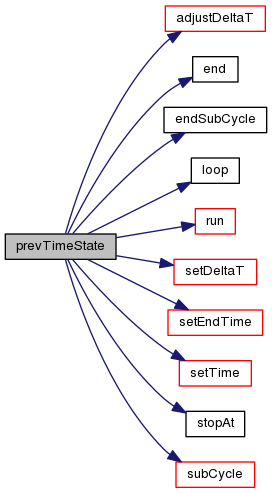 adjustDeltaT
end
endSubCycle
loop
prevTimeState
run
setDeltaT
setEndTime
setTime
stopAt
subCycle